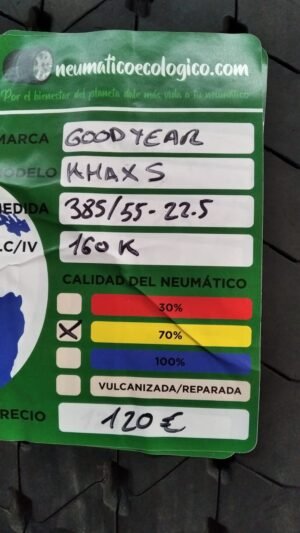 neumaticoecologico.com
Por el bienestar del planeta dale más vida a tu neumático
MARCA GOODYEAR
MODELO KMAX S
MEDIDA 385/55-22.5
.C/IV 160 K
CALIDAD DEL NEUMÁTICO
30%
X 70%
100%
VULCANIZADA/REPARADA
PRECIO 120 €